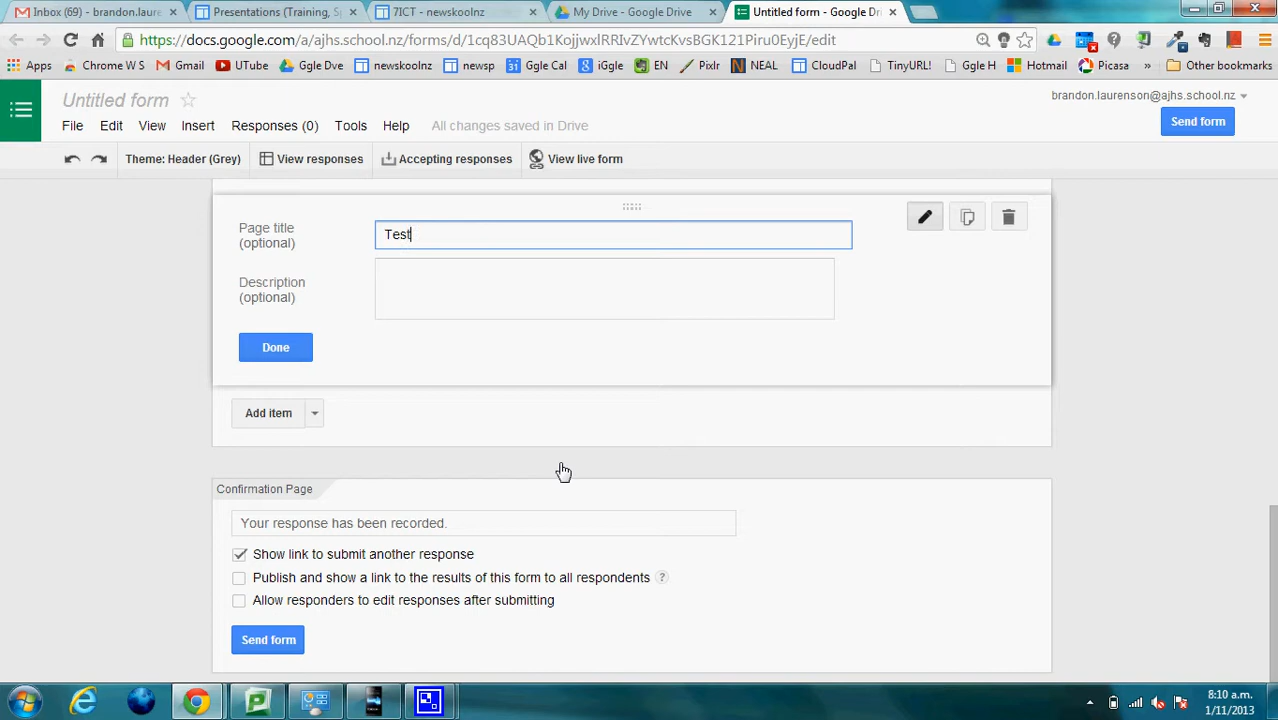 Inbox (69) - brandon.laure
Presentations (Training, Sp
7ICT - newskoolnz
My Drive - Google Drive
Untitled form - Google Dri
https://docs.google.com/a/ajhs.school.nz/forms/d/1cq83UAQb1KojjwxlRRIvZYwtcKvsBGK121Piru0EyjE/edit
Apps
Chrome W S
Gmail
UTube
Ggle Dve
newskoolnz
newsp
31
Ggle Cal
iGgle
EN
Pixlr
NEAL
CloudPal
TinyURL!
Ggle H
Hotmail
Picasa
»
Other bookmarks
Untitled form
brandon.laurenson@ajhs.school.nz
File
Edit
View
Insert
Responses (0)
Tools
Help
All changes saved in Drive
Send form
Theme: Header (Grey)
View responses
Accepting responses
View live form
Page title
(optional)
Test
Description
(optional)
Done
Add item
Confirmation Page
Your response has been recorded.
Show link to submit another response
Publish and show a link to the results of this form to all respondents ?
Allow responders to edit responses after submitting
Send form
8:10 a.m.
1/11/2013